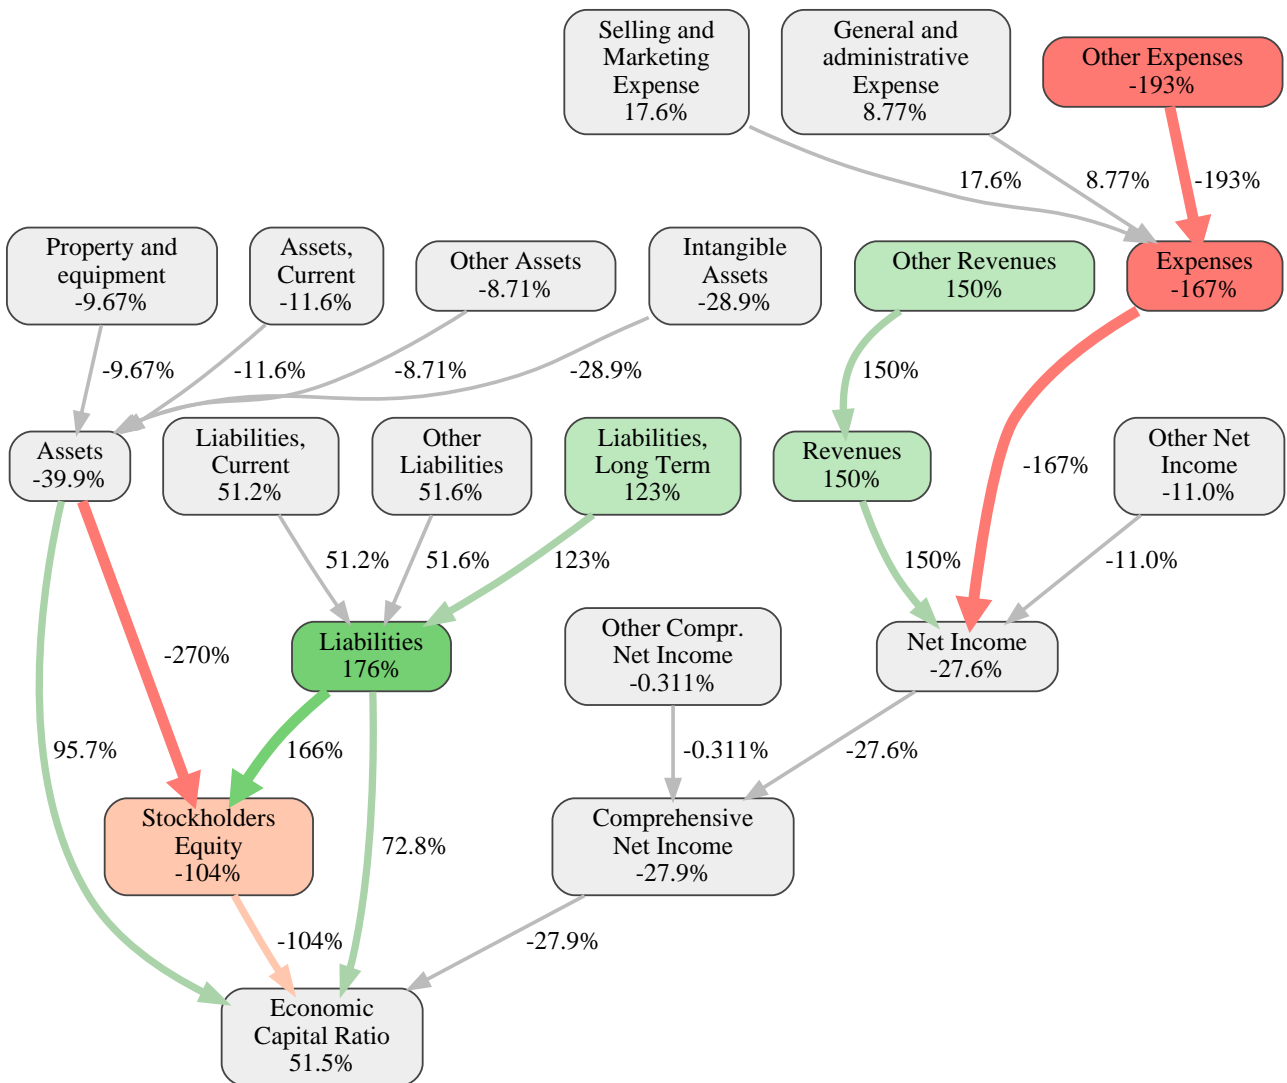 Selling and
Marketing
Expense
17.6%
General and
administrative
Expense
8.77%
Other Expenses
-193%
17.6%
8.77%
-193%
Property and
equipment
-9.67%
Assets,
Current
-11.6%
Other Assets
-8.71%
Intangible
Assets
-28.9%
Other Revenues
150%
Expenses
-167%
-9.67%
-11.6%
-8.71%
-28.9%
150%
Assets
-39.9%
Liabilities,
Current
51.2%
Other
Liabilities
51.6%
Liabilities,
Long Term
123%
Revenues
150%
-167%
Other Net
Income
-11.0%
51.2%
51.6%
123%
150%
-11.0%
-270%
Liabilities
176%
Other Compr.
Net Income
-0.311%
Net Income
-27.6%
95.7%
166%
-0.311%
-27.6%
Stockholders
Equity
-104%
72.8%
Comprehensive
Net Income
-27.9%
-104%
-27.9%
Economic
Capital Ratio
51.5%